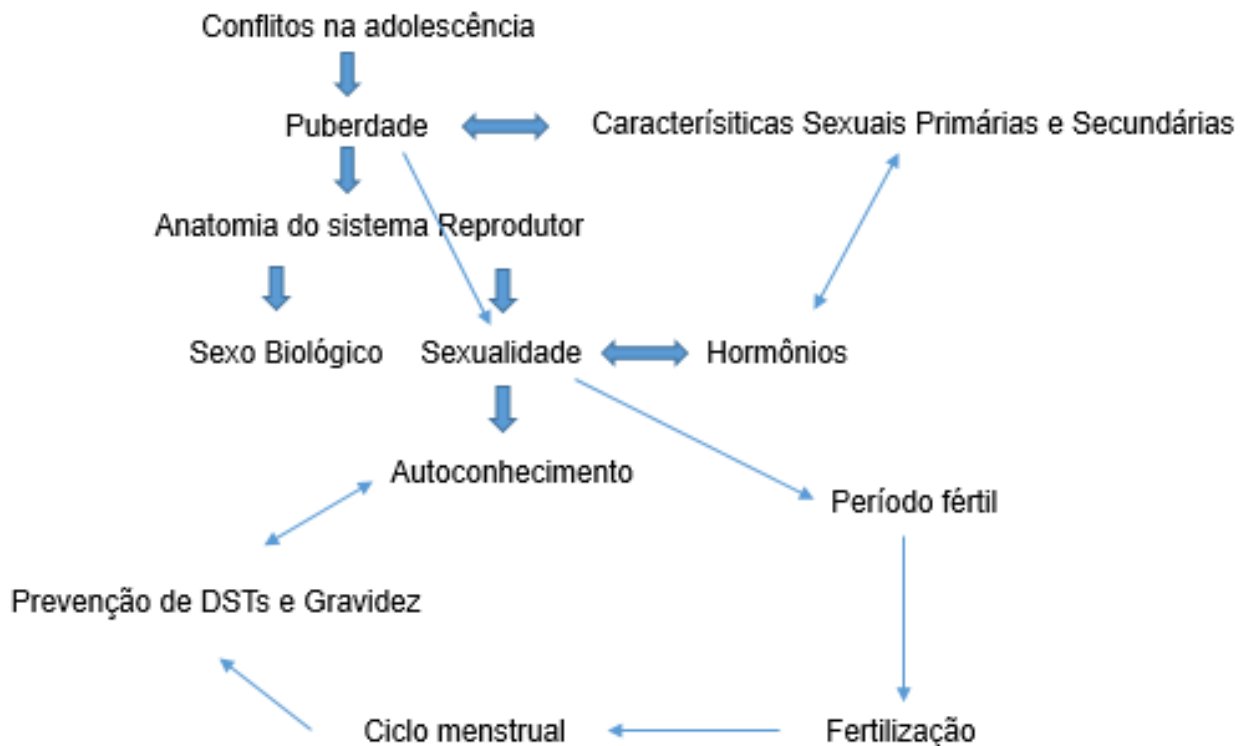 Conflitos na adolescência
Puberdade
Caracterísiticas Sexuais Primárias e Secundárias
Anatomia do sistema Reprodutor
Sexo Biológico
Sexualidade
Hormônios
Autoconhecimento
Período fértil
Prevenção de DSTs e Gravidez
Ciclo menstrual
Fertilização